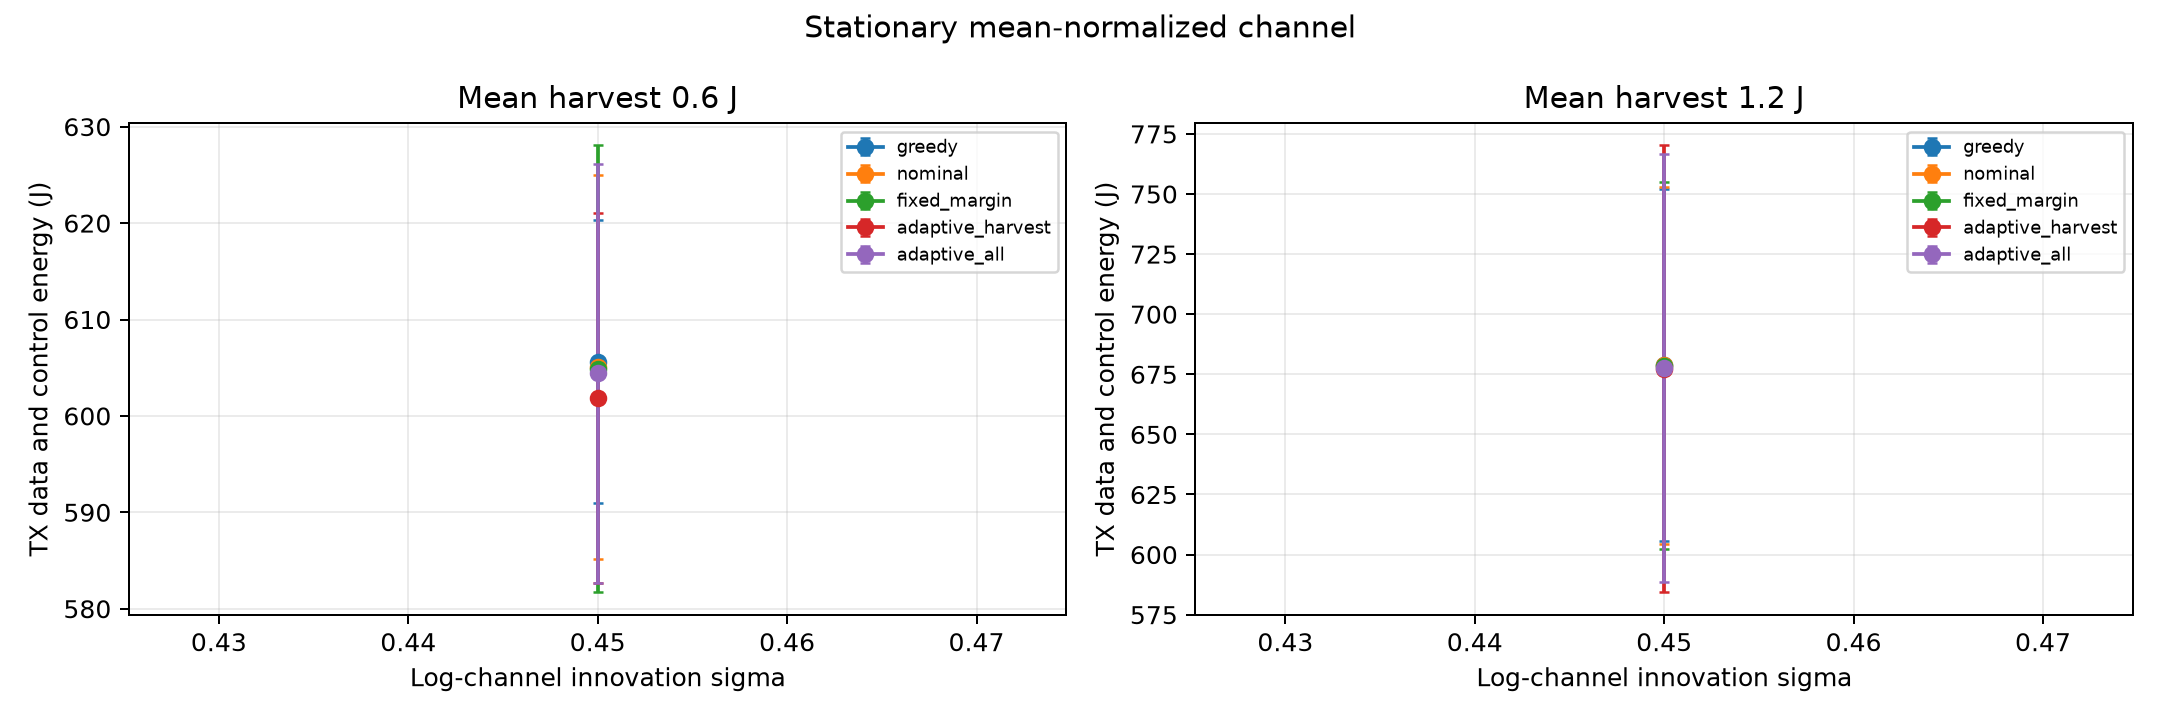 Stationary mean-normalized channel
Mean harvest 0.6 J
630
620
610
600
590
580
TX data and control energy (J)
0.43
0.44
0.45
0.46
0.47
Log-channel innovation sigma
greedy
nominal
fixed_margin
adaptive_harvest
adaptive_all
Mean harvest 1.2 J
775
750
725
700
675
650
625
600
575
TX data and control energy (J)
0.43
0.44
0.45
0.46
0.47
Log-channel innovation sigma
greedy
nominal
fixed_margin
adaptive_harvest
adaptive_all